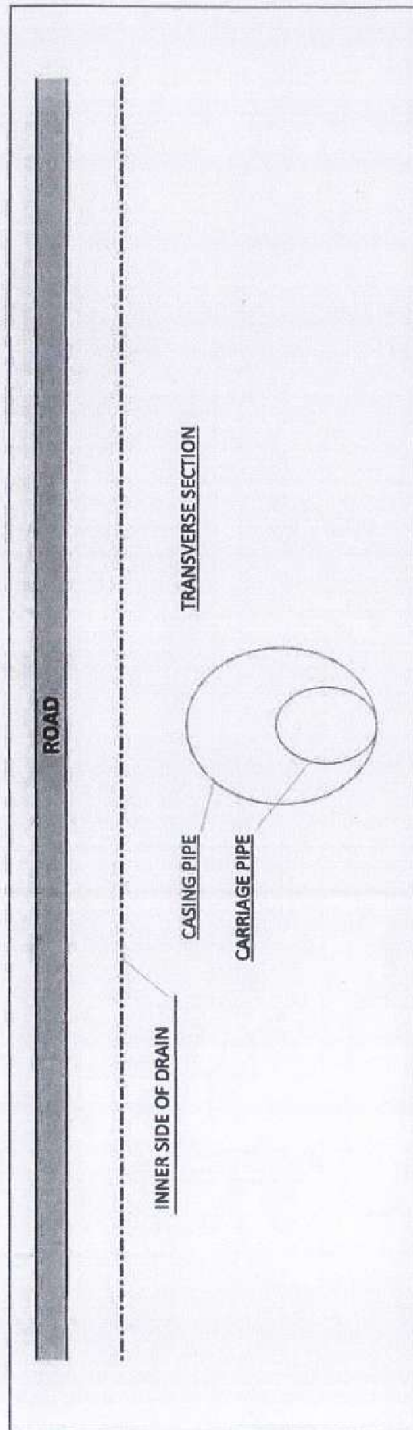 ROAD
INNER SIDE OF DRAIN
CASING PIPE
TRANSVERSE SECTION
CARRIAGE PIPE